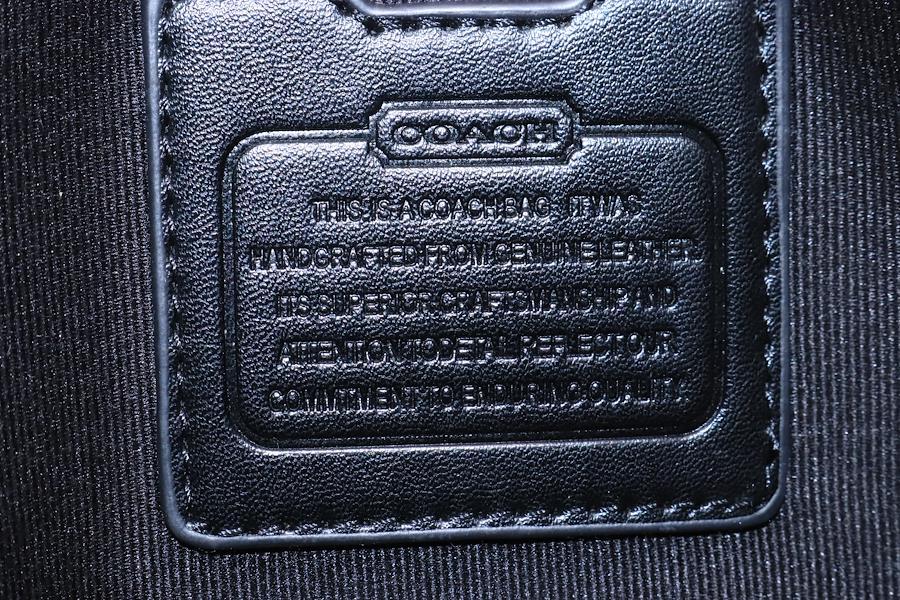 COACH
THIS IS A COACH BAG. IT WAS
HANDCRAFTED FROM GENUINE LEATHER.
ITS SUPERIOR CRAFTSMANSHIP AND
ATTENTION TO DETAIL REFLECT OUR
COMMITMENT TO ENDURING QUALITY.